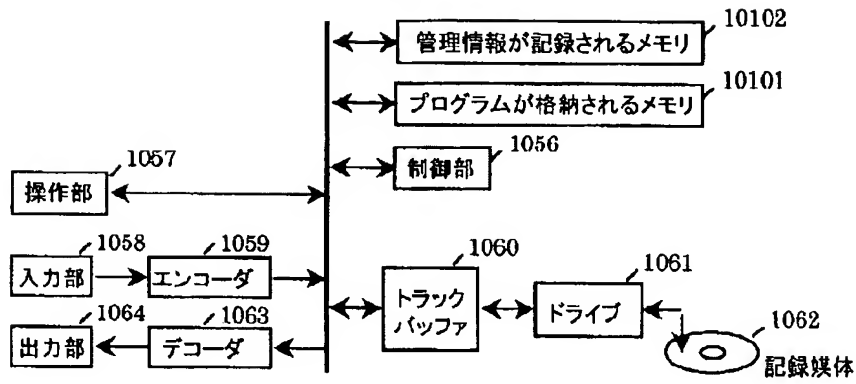 10102
管理情報が記録されるメモリ
10101
プログラムが格納されるメモリ
1056
制御部
1057
操作部
1058
入力部
1059
エンコーダ
1060
トラック
バッファ
1061
ドライブ
1062
記録媒体
1064
出力部
1063
デコーダ